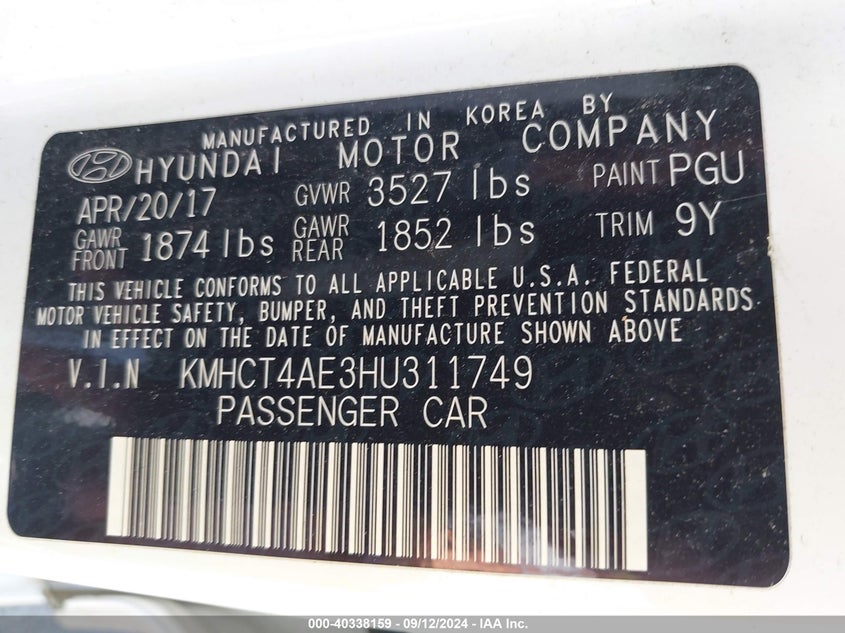 MANUFACTURED IN KOREA BY
HYUNDAI MOTOR COMPANY
APR/20/17 GVWR 3527 lbs PAINT PGU
GAWR FRONT 1874 lbs GAWR REAR 1852 lbs TRIM 9Y
THIS VEHICLE CONFORMS TO ALL APPLICABLE U.S.A. FEDERAL
MOTOR VEHICLE SAFETY, BUMPER, AND THEFT PREVENTION STANDARDS
IN EFFECT ON THE DATE OF MANUFACTURE SHOWN ABOVE
V.I.N KMHCT4AE3HU311749
PASSENGER CAR
000-40338159 - 09/12/2024 - IAA Inc.